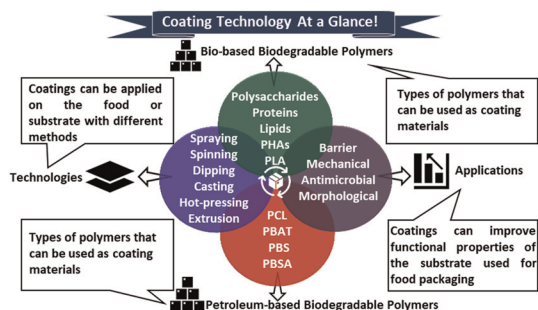 Coating Technology At a Glance!
Bio-based Biodegradable Polymers
Coatings can be applied
on the food or
substrate with different
methods
Types of polymers that
can be used as coating
materials
Polysaccharides
Proteins
Lipids
PHAs
PLA
Spraying
Spinning
Dipping
Casting
Hot-pressing
Extrusion
Barrier
Mechanical
Antimicrobial
Morphological
Technologies
Applications
PCL
PBAT
PBS
PBSA
Types of polymers that
can be used as coating
materials
Coatings can improve
functional properties of
the substrate used for
food packaging
Petroleum-based Biodegradable Polymers